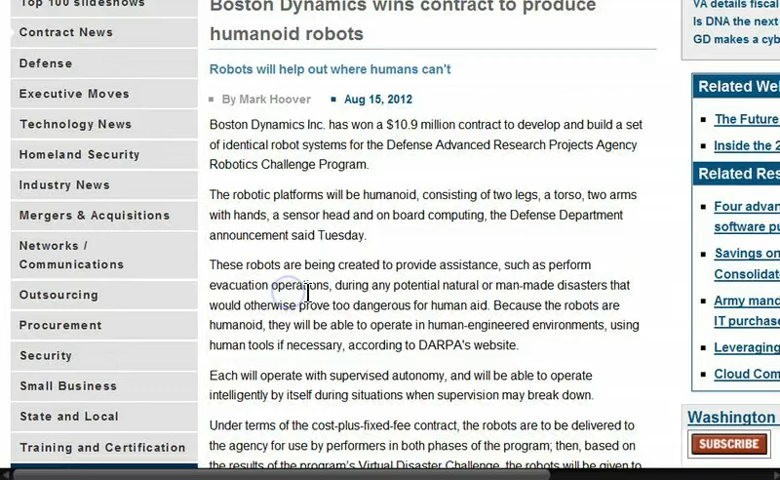 Top 100 slideshows
Contract News
Defense
Executive Moves
Technology News
Homeland Security
Industry News
Mergers & Acquisitions
Networks /
Communications
Outsourcing
Procurement
Security
Small Business
State and Local
Training and Certification
Boston Dynamics wins contract to produce
humanoid robots
Robots will help out where humans can't
By Mark Hoover Aug 15, 2012
Boston Dynamics Inc. has won a $10.9 million contract to develop and build a set
of identical robot systems for the Defense Advanced Research Projects Agency
Robotics Challenge Program.
The robotic platforms will be humanoid, consisting of two legs, a torso, two arms
with hands, a sensor head and on board computing, the Defense Department
announcement said Tuesday.
These robots are being created to provide assistance, such as perform
evacuation operations, during any potential natural or man-made disasters that
would otherwise prove too dangerous for human aid. Because the robots are
humanoid, they will be able to operate in human-engineered environments, using
human tools if necessary, according to DARPA's website.
Each will operate with supervised autonomy, and will be able to operate
intelligently by itself during situations when supervision may break down.
Under terms of the cost-plus-fixed-fee contract, the robots are to be delivered to
the agency for use by performers in both phases of the program; then, based on
the results of the program's Virtual Disaster Challenge, the robots will be given to
VA details fiscal
Is DNA the next
GD makes a cyb
Related We
The Future
Inside the 2
Related Res
Four advan
software pu
Savings on
Consolidat
Army mand
IT purchase
Leveraging
Cloud Com
Washington
SUBSCRIBE